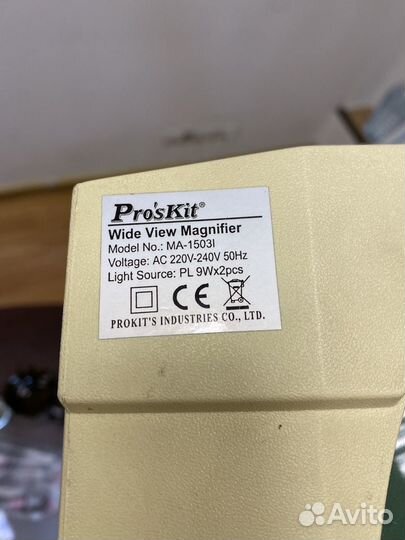 Pro'sKit®
Wide View Magnifier
Model No.: MA-1503I
Voltage: AC 220V-240V 50Hz
Light Source: PL 9Wx2pcs
CE
PROKIT'S INDUSTRIES CO., LTD.
Avito